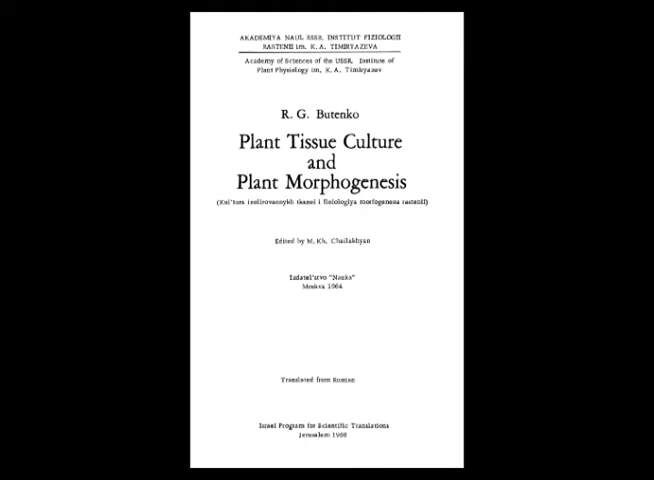 AKADEMIYA NAUK SSSR, INSTITUT FIZIOLOGII
RASTENII im. K. A. TIMIRYAZEVA
Academy of Sciences of the USSR, Institute of
Plant Physiology im. K. A. Timiryazev
R. G. Butenko
Plant Tissue Culture
and
Plant Morphogenesis
(Kul'tura izolirovannykh tkanei i fiziologiya morfogeneza rastenii)
Edited by M. Kh. Chailakhyan
Izdatel'stvo "Nauka"
Moskva 1964
Translated from Russian
Israel Program for Scientific Translations
Jerusalem 1968